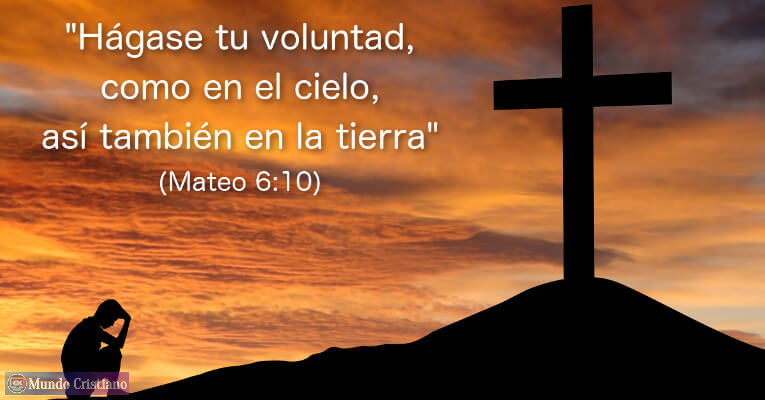 "Hágase tu voluntad,
como en el cielo,
así también en la tierra"
(Mateo 6:10)
Mundo Cristiano